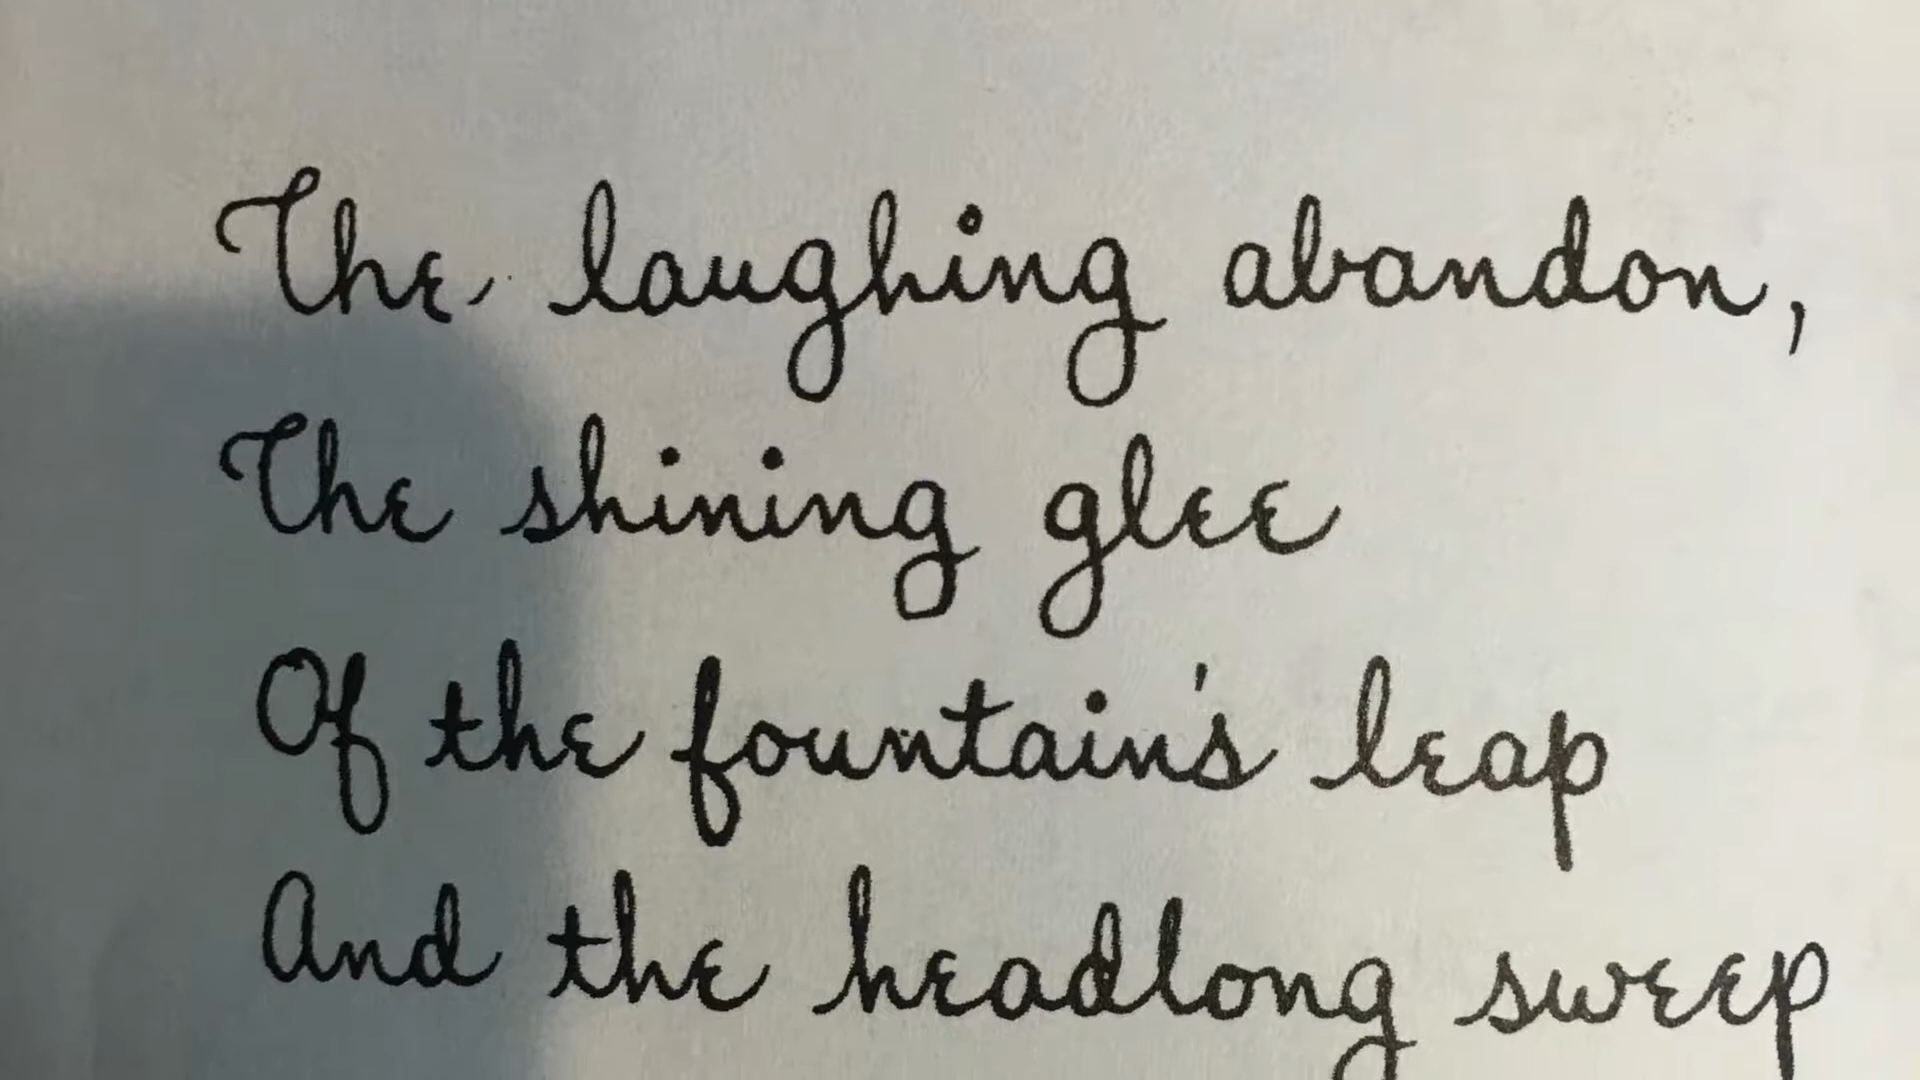 The laughing abandon,
The shining glee
Of the fountain's leap
And the headlong sweep